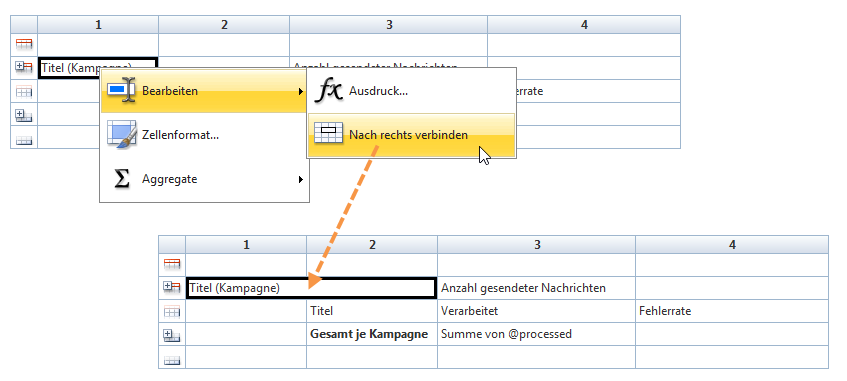 1 2 3 4
Titel (Kampagne) Anzahl gesendeter Nachrichten
Bearbeiten fx Ausdruck... errate
Zellenformat... Nach rechts verbinden
Σ Aggregate
1 2 3 4
Titel (Kampagne) Anzahl gesendeter Nachrichten
Titel Verarbeitet Fehlerrate
Gesamt je Kampagne Summe von @processed